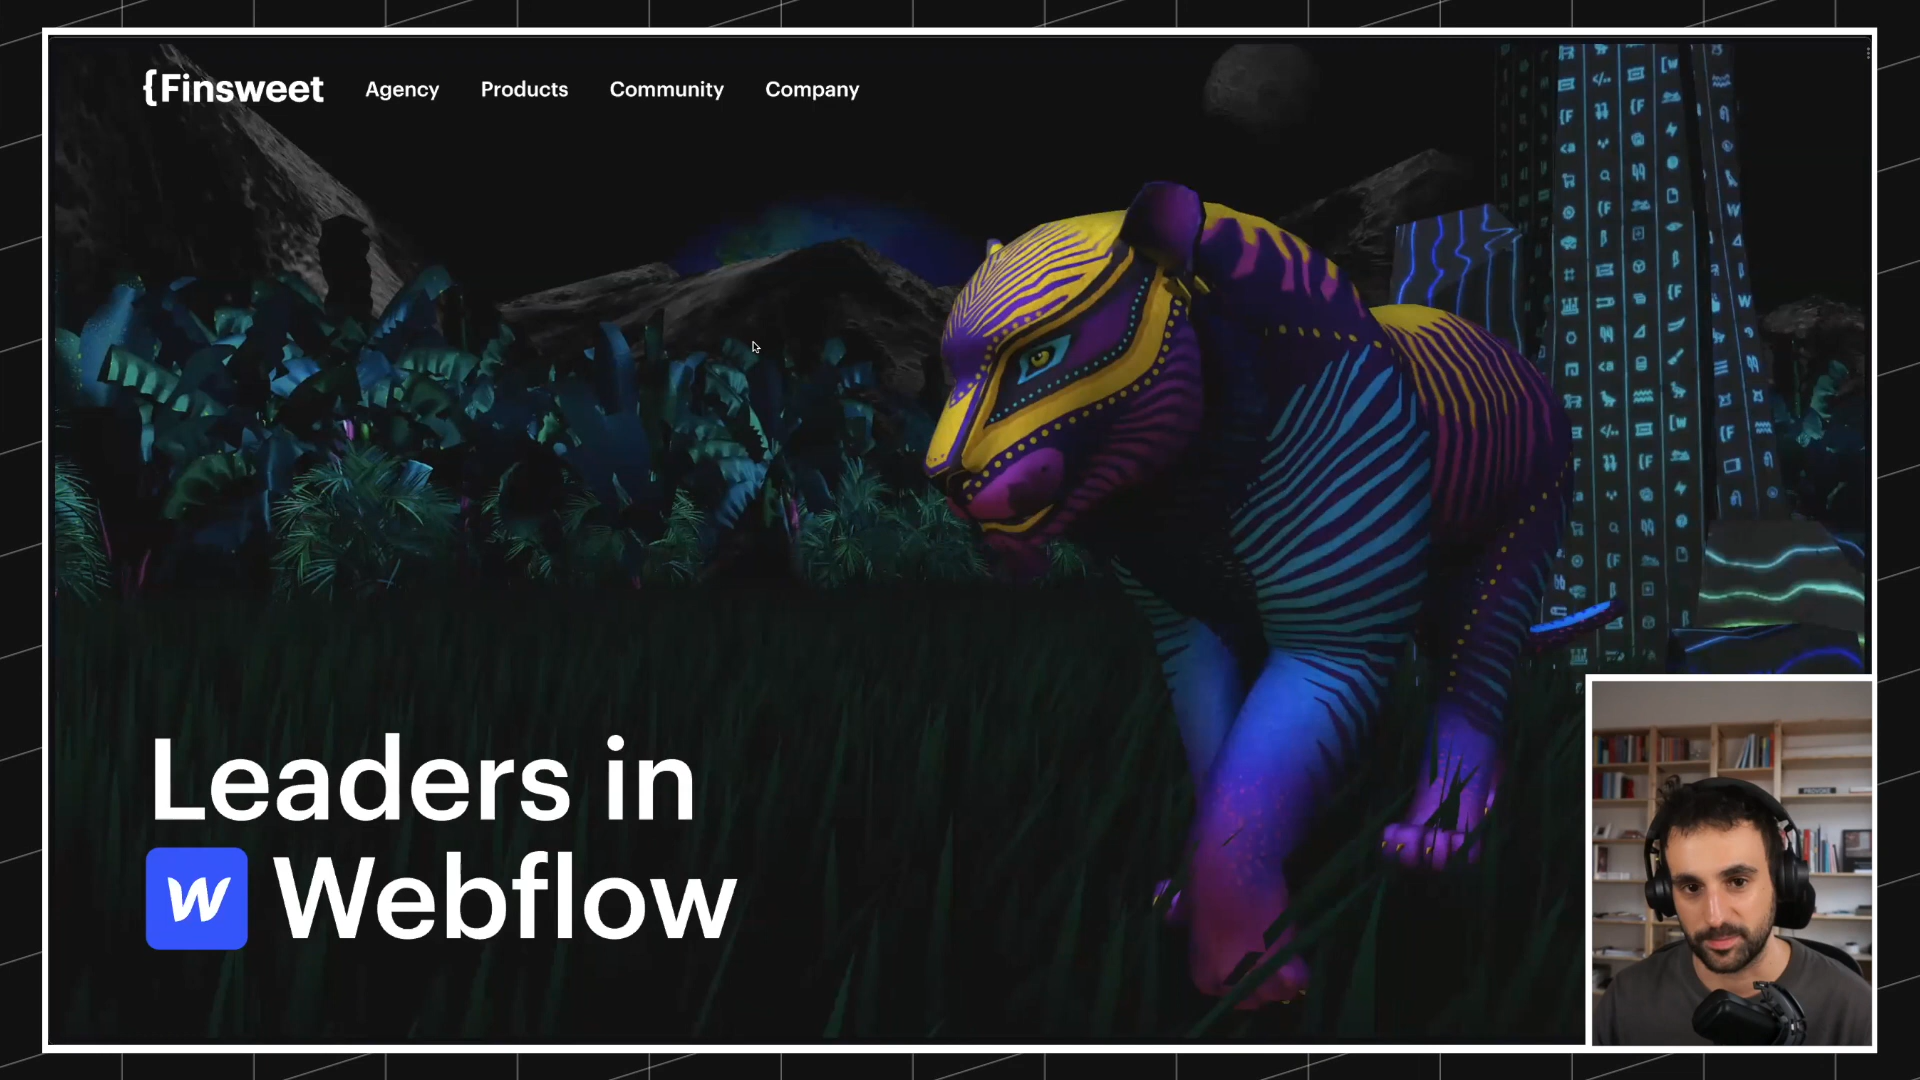 {Finsweet
Agency
Products
Community
Company
Leaders in
Webflow